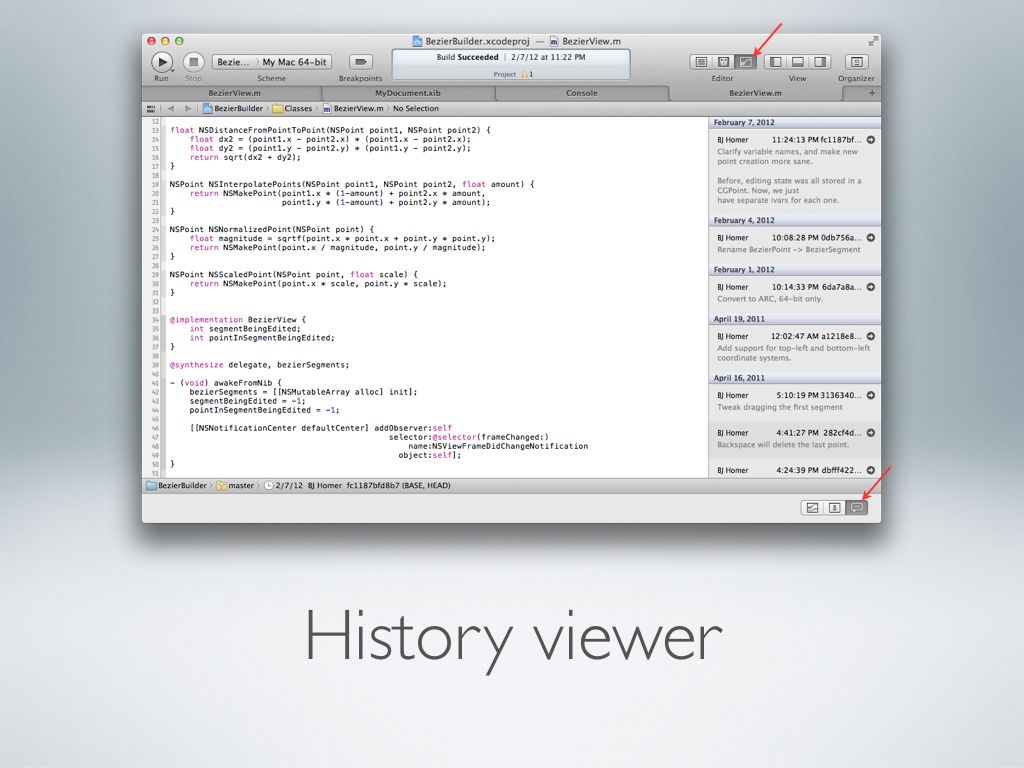 BezierBuilder.xcodeproj — BezierView.m
Bezie... My Mac 64-bit
Build Succeeded | 2/7/12 at 11:22 PM
Project 1
Run Stop Scheme Breakpoints Editor View Organizer
BezierView.m MyDocument.xib Console BezierView.m +
BezierBuilder Classes BezierView.m No Selection
12
13 float NSDistanceFromPointToPoint(NSPoint point1, NSPoint point2) {
14 float dx2 = (point1.x - point2.x) * (point1.x - point2.x);
15 float dy2 = (point1.y - point2.y) * (point1.y - point2.y);
16 return sqrt(dx2 + dy2);
17 }
18
19 NSPoint NSInterpolatePoints(NSPoint point1, NSPoint point2, float amount) {
20 return NSMakePoint(point1.x * (1-amount) + point2.x * amount,
21 point1.y * (1-amount) + point2.y * amount);
22 }
23
24 NSPoint NSNormalizedPoint(NSPoint point) {
25 float magnitude = sqrtf(point.x * point.x + point.y * point.y);
26 return NSMakePoint(point.x / magnitude, point.y / magnitude);
27 }
28
29 NSPoint NSScaledPoint(NSPoint point, float scale) {
30 return NSMakePoint(point.x * scale, point.y * scale);
31 }
32
33
34 @implementation BezierView {
35 int segmentBeingEdited;
36 int pointInSegmentBeingEdited;
37 }
38
39 @synthesize delegate, bezierSegments;
40
41 - (void) awakeFromNib {
42 bezierSegments = [[NSMutableArray alloc] init];
43 segmentBeingEdited = -1;
44 pointInSegmentBeingEdited = -1;
45
46 [[NSNotificationCenter defaultCenter] addObserver:self
47 selector:@selector(frameChanged:)
48 name:NSViewFrameDidChangeNotification
49 object:self];
50 }
51
February 7, 2012
BJ Homer 11:24:13 PM fc1187bf...
Clarify variable names, and make new
point creation more sane.
Before, editing state was all stored in a
CGPoint. Now, we just
have separate ivars for each one.
February 4, 2012
BJ Homer 10:08:28 PM 0db756a...
Rename BezierPoint -> BezierSegment
February 1, 2012
BJ Homer 10:14:33 PM 6da7a8a...
Convert to ARC, 64-bit only.
April 19, 2011
BJ Homer 12:02:47 AM a1218e8...
Add support for top-left and bottom-left
coordinate systems.
April 16, 2011
BJ Homer 5:10:19 PM 3136340...
Tweak dragging the first segment
BJ Homer 4:41:27 PM 282cf4d...
Backspace will delete the last point.
BJ Homer 4:24:39 PM dbfff422...
BezierBuilder master 2/7/12 BJ Homer fc1187bfd8b7 (BASE, HEAD)
History viewer